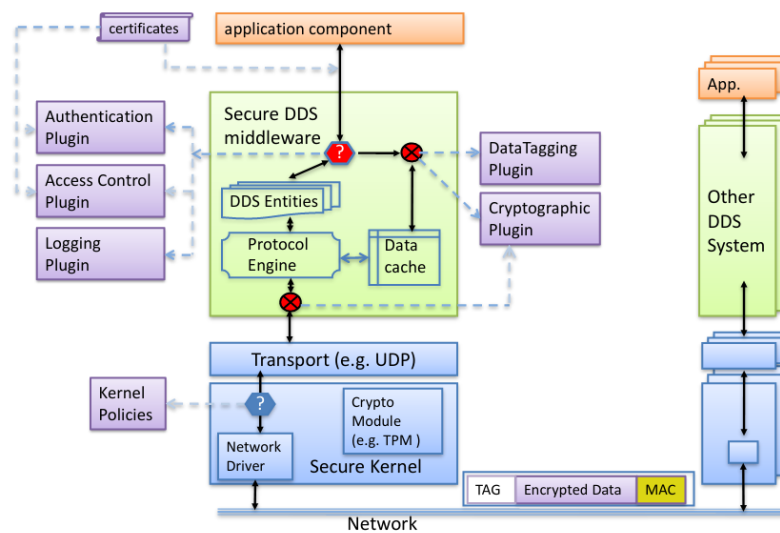 certificates
application component
App.
Authentication
Plugin
Secure DDS
middleware
?
DataTagging
Plugin
Access Control
Plugin
DDS Entities
Cryptographic
Plugin
Other
DDS
System
Logging
Plugin
Protocol
Engine
Data
cache
Transport (e.g. UDP)
Kernel
Policies
?
Crypto
Module
(e.g. TPM )
Network
Driver
Secure Kernel
TAG Encrypted Data MAC
Network